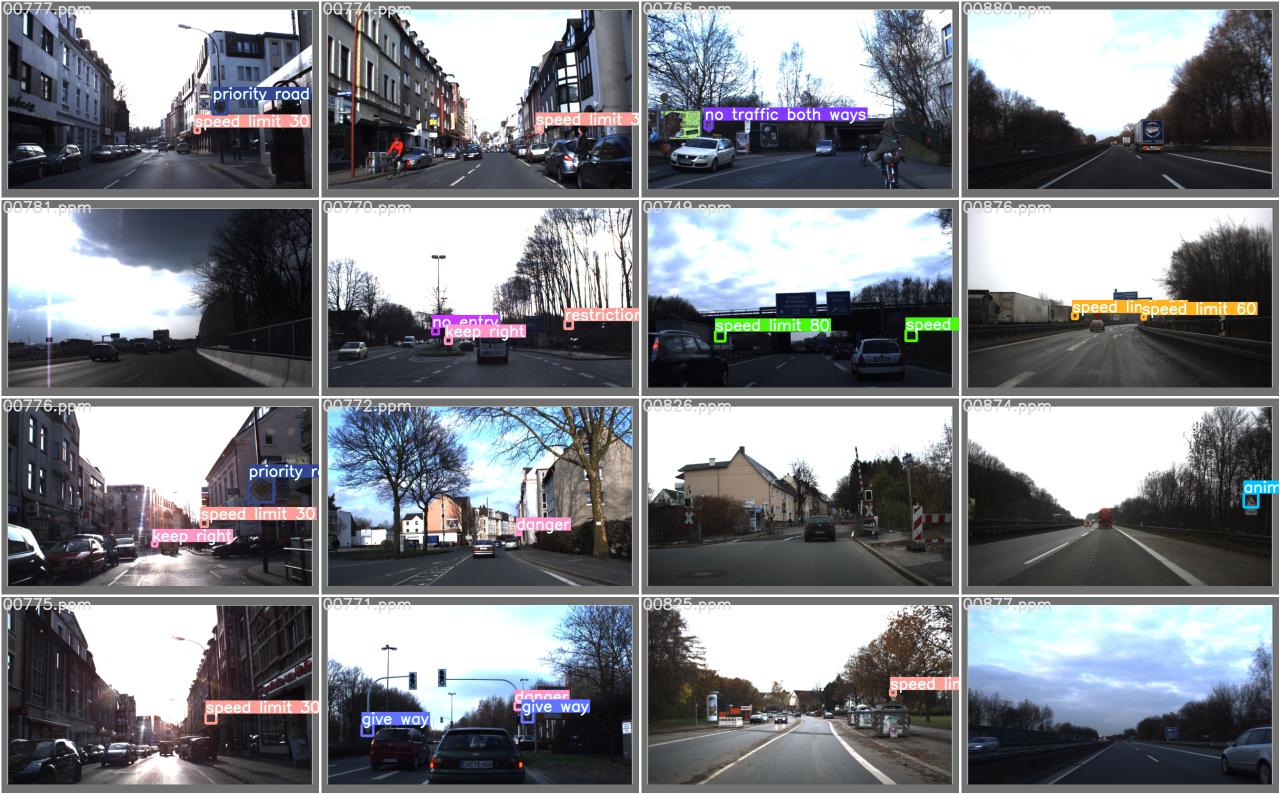 00777.ppm
priority road
speed limit 30
00774.ppm
speed limit 3
00766.ppm
no traffic both ways
00880.ppm
00781.ppm
00770.ppm
no entry
keep right
restriction
00749.ppm
speed limit 80
speed
00876.ppm
speed lim
speed limit 60
00776.ppm
priority r
speed limit 30
keep right
00772.ppm
danger
00826.ppm
00874.ppm
anim
00775.ppm
speed limit 30
00771.ppm
give way
danger
give way
00825.ppm
speed lim
00877.ppm